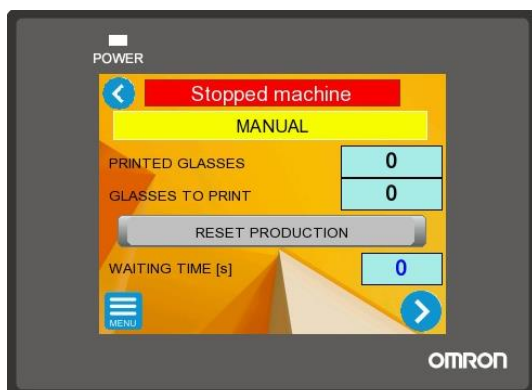 POWER
Stopped machine
MANUAL
PRINTED GLASSES 0
GLASSES TO PRINT 0
RESET PRODUCTION
WAITING TIME [s] 0
MENU
OMRON